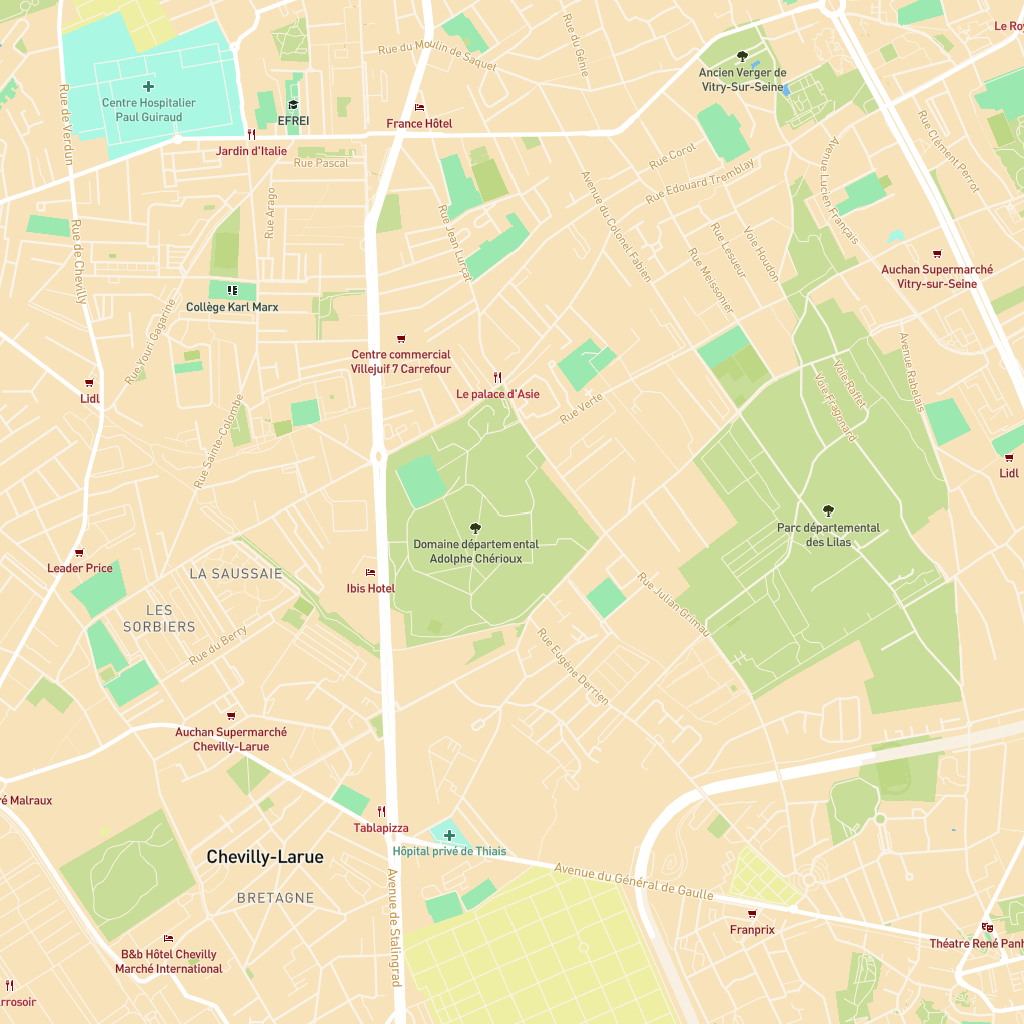 Le Roy
Rue du Moulin de Saquet
Rue du Génie
Ancien Verger de
Vitry-Sur-Seine
Centre Hospitalier
Paul Guiraud
EFREI
France Hôtel
Jardin d'Italie
Rue de Verdun
Rue Pascal
Rue Corot
Rue Edouard Tremblay
Rue Clément Perrot
Avenue Lucien Français
Rue Arago
Avenue du Colonel Fabien
Rue Jean Lurçat
Rue de Chevilly
Rue Lesueur
Voie Houdon
Rue Meissonier
Auchan Supermarché
Vitry-sur-Seine
Collège Karl Marx
Rue Youri Gagarine
Centre commercial
Villejuif 7 Carrefour
Avenue Rabelais
Voie Raffet
Voie Fragonard
Lidl
Le palace d'Asie
Rue Verte
Rue Sainte-Colombe
Lidl
Parc départemental
des Lilas
Domaine départemental
Adolphe Chérioux
Leader Price
LA SAUSSAIE
Ibis Hotel
LES
SORBIERS
Rue Julian Grimau
Rue du Berry
Rue Eugène Derrien
Auchan Supermarché
Chevilly-Larue
ré Malraux
Tablapizza
Hôpital privé de Thiais
Chevilly-Larue
BRETAGNE
Avenue du Général de Gaulle
Avenue de Stalingrad
Franprix
Théatre René Panh
B&b Hôtel Chevilly
Marché International
rrosoir